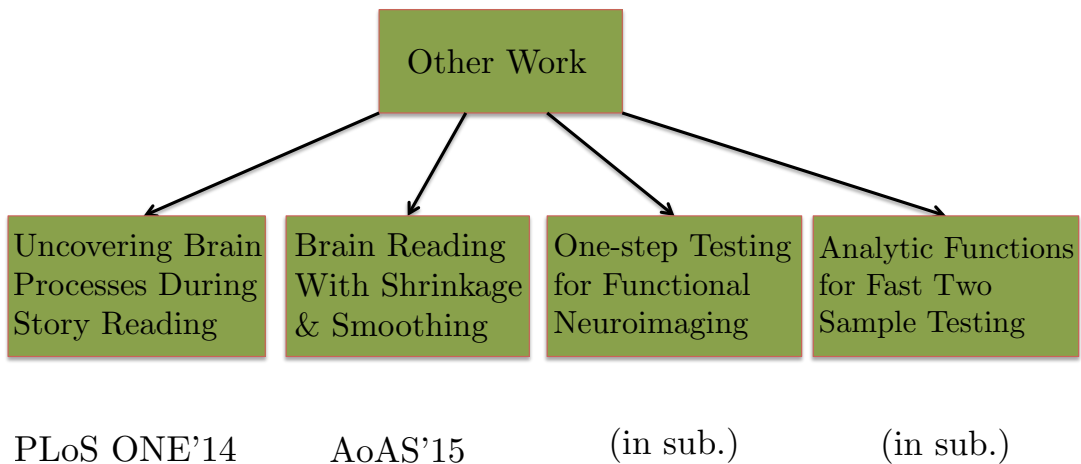 Other Work
Uncovering Brain
Processes During
Story Reading
Brain Reading
With Shrinkage
& Smoothing
One-step Testing
for Functional
Neuroimaging
Analytic Functions
for Fast Two
Sample Testing
PLoS ONE'14
AoAS'15
(in sub.)
(in sub.)